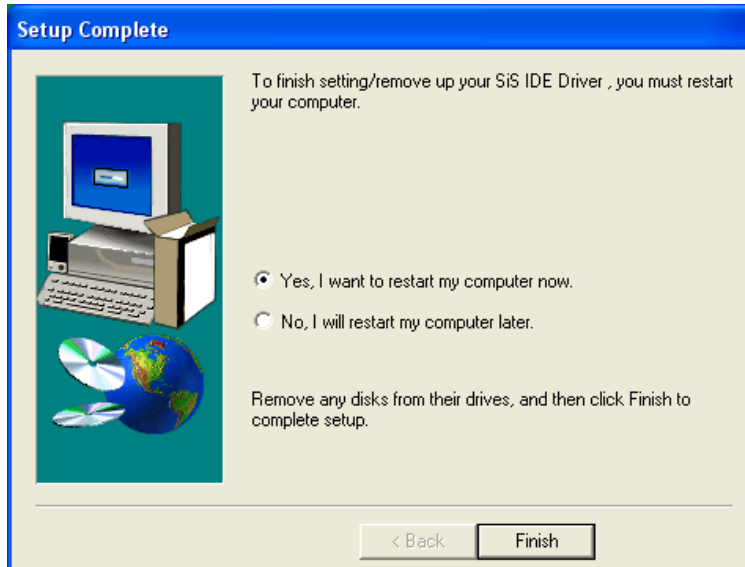 Setup Complete
To finish setting/remove up your SiS IDE Driver , you must restart
your computer.
Yes, I want to restart my computer now.
No, I will restart my computer later.
Remove any disks from their drives, and then click Finish to
complete setup.
< Back
Finish